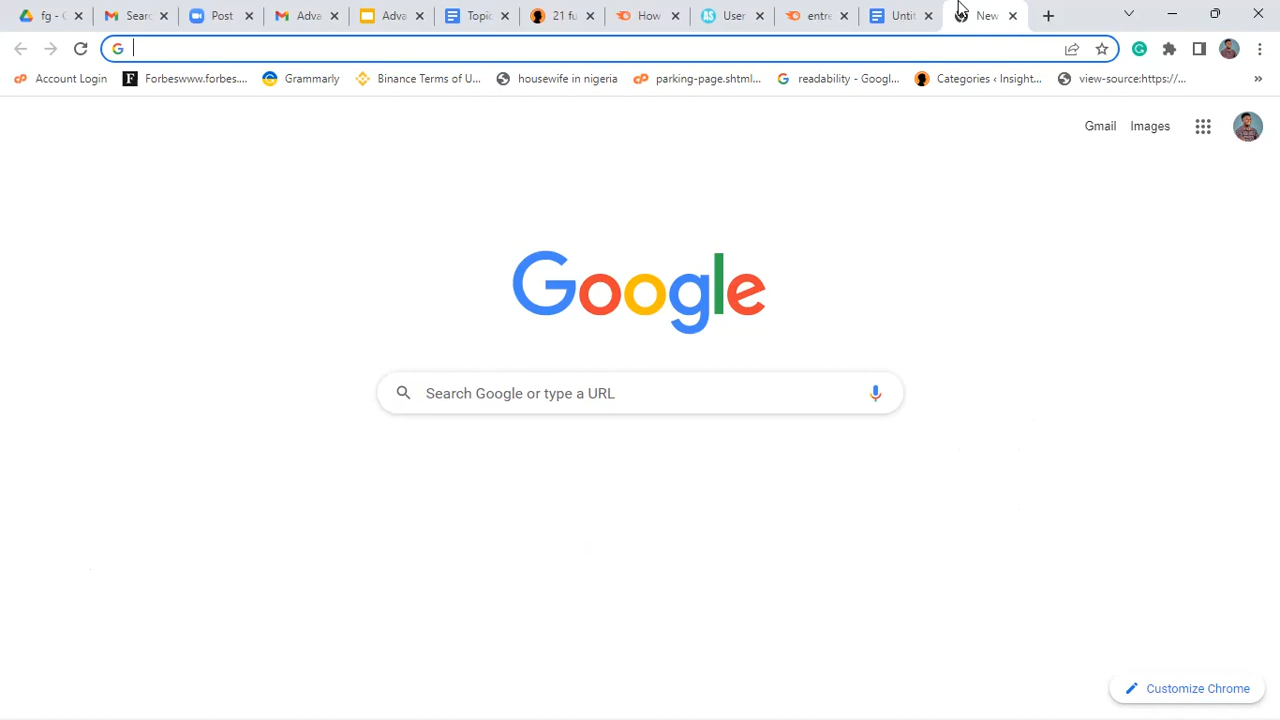 fg - G Searc Post Adva Adva Topic 21 fu How User entre Untit New
G
Account Login F Forbeswww.forbes.... Grammarly Binance Terms of U... housewife in nigeria cP parking-page.shtml... G readability - Googl... Categories ‹ Insight... view-source:https://... »
Gmail Images
Google
Search Google or type a URL
Customize Chrome